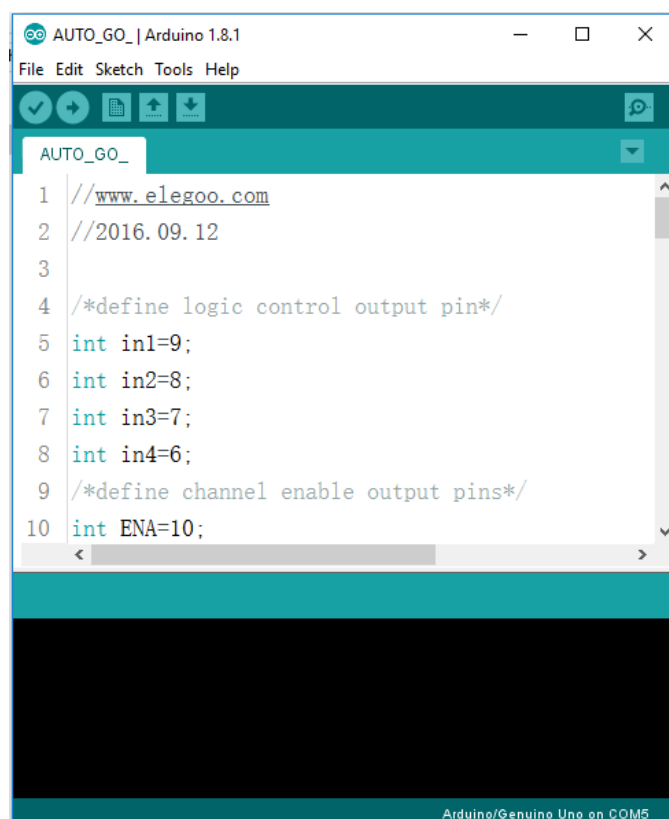 AUTO_GO_ | Arduino 1.8.1
File Edit Sketch Tools Help
AUTO_GO_
1 //www.elegoo.com
2 //2016.09.12
3
4 /*define logic control output pin*/
5 int in1=9;
6 int in2=8;
7 int in3=7;
8 int in4=6;
9 /*define channel enable output pins*/
10 int ENA=10;
Arduino/Genuino Uno on COM5